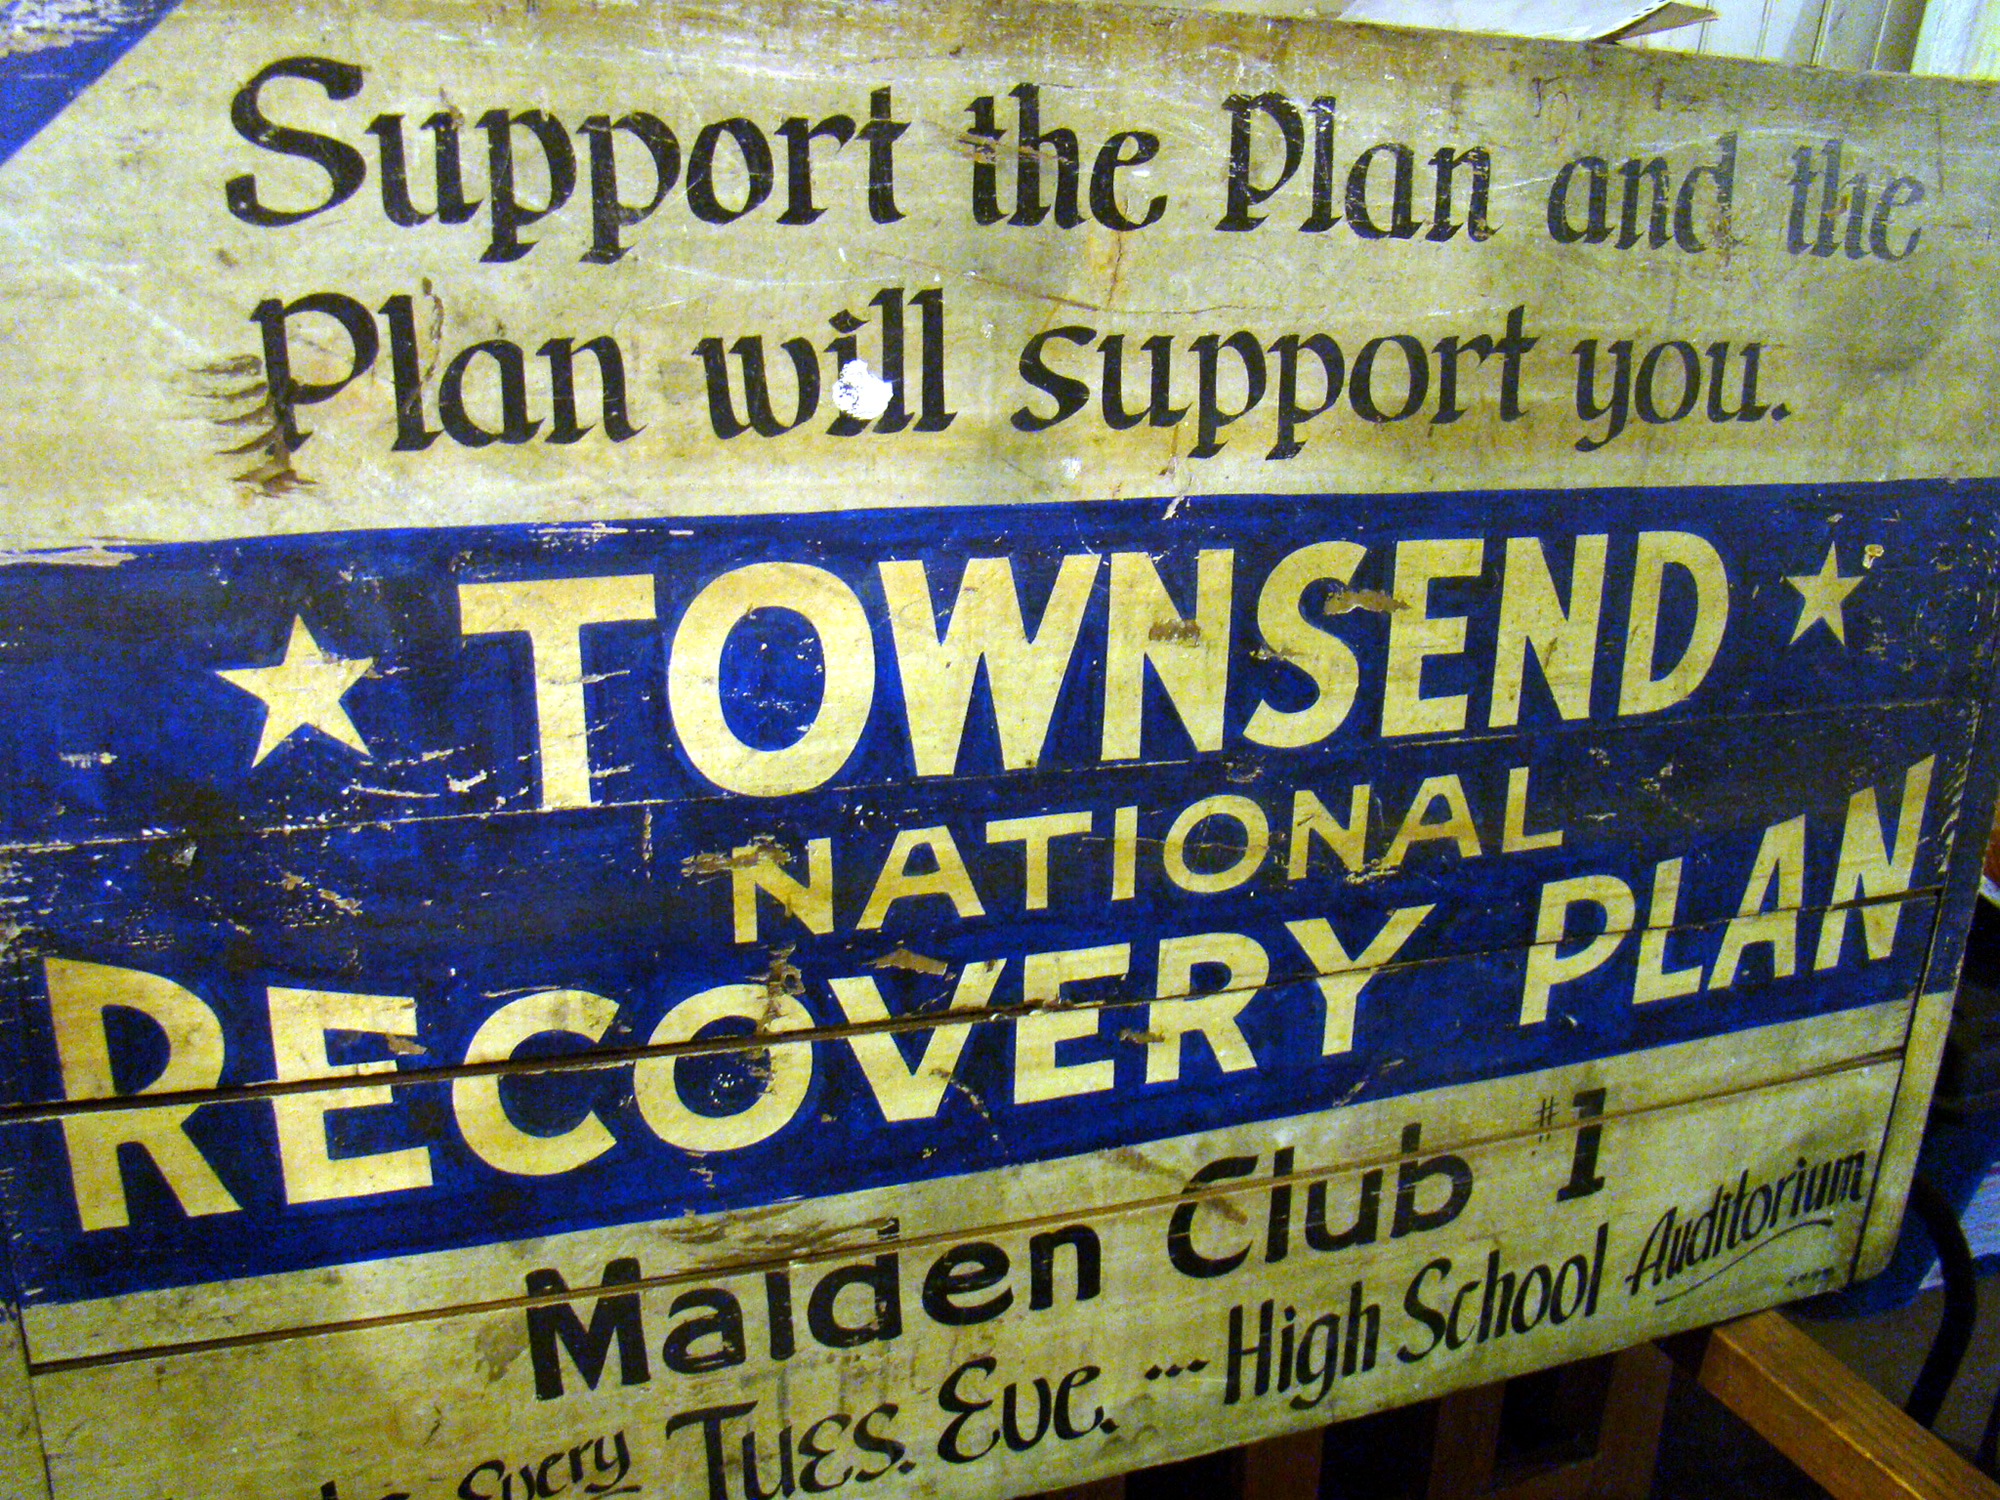 Support the Plan and the
Plan will support you.
TOWNSEND
NATIONAL
RECOVERY PLAN
Malden Club #1
Every Tues. Eve. --- High School Auditorium